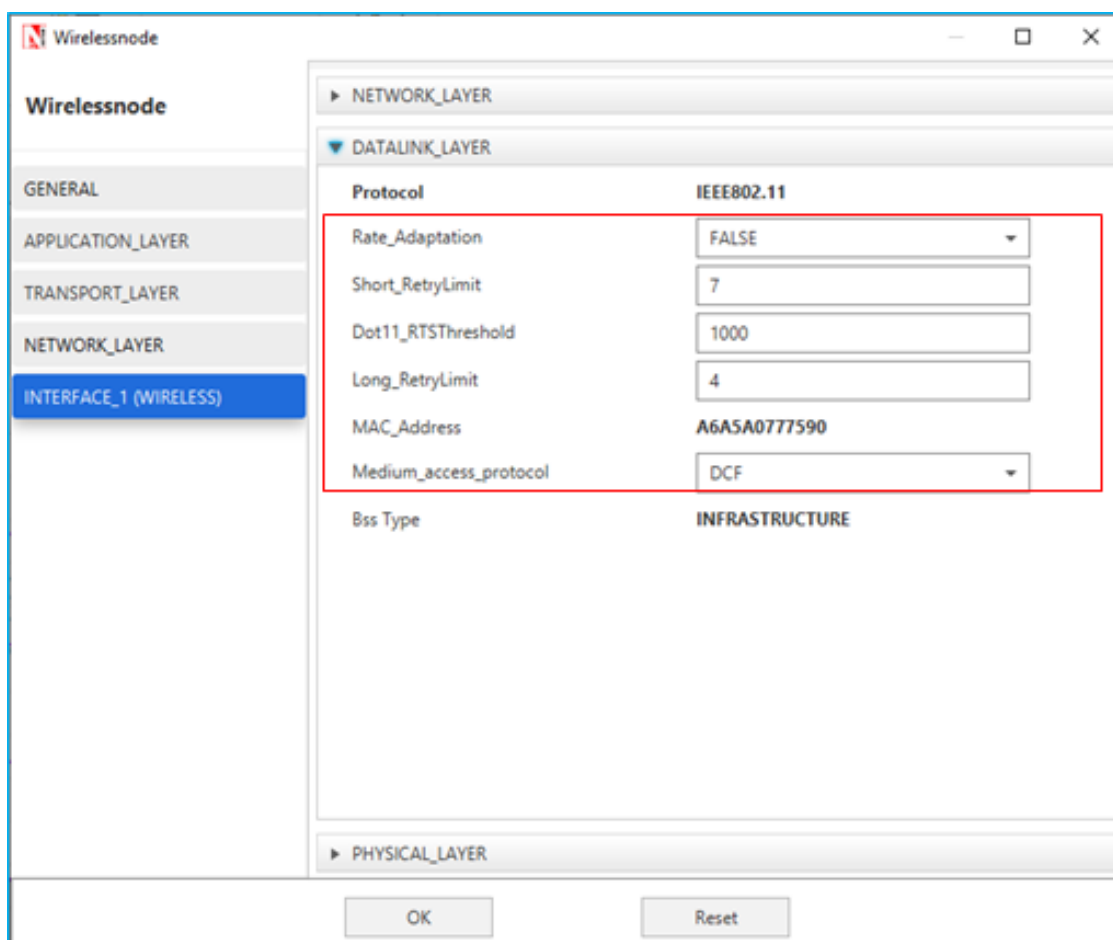 Wirelessnode
Wirelessnode
GENERAL
APPLICATION_LAYER
TRANSPORT_LAYER
NETWORK_LAYER
INTERFACE_1 (WIRELESS)
NETWORK_LAYER
DATALINK_LAYER
Protocol IEEE802.11
Rate_Adaptation FALSE
Short_RetryLimit 7
Dot11_RTSThreshold 1000
Long_RetryLimit 4
MAC_Address A6A5A0777590
Medium_access_protocol DCF
Bss Type INFRASTRUCTURE
PHYSICAL_LAYER
OK Reset